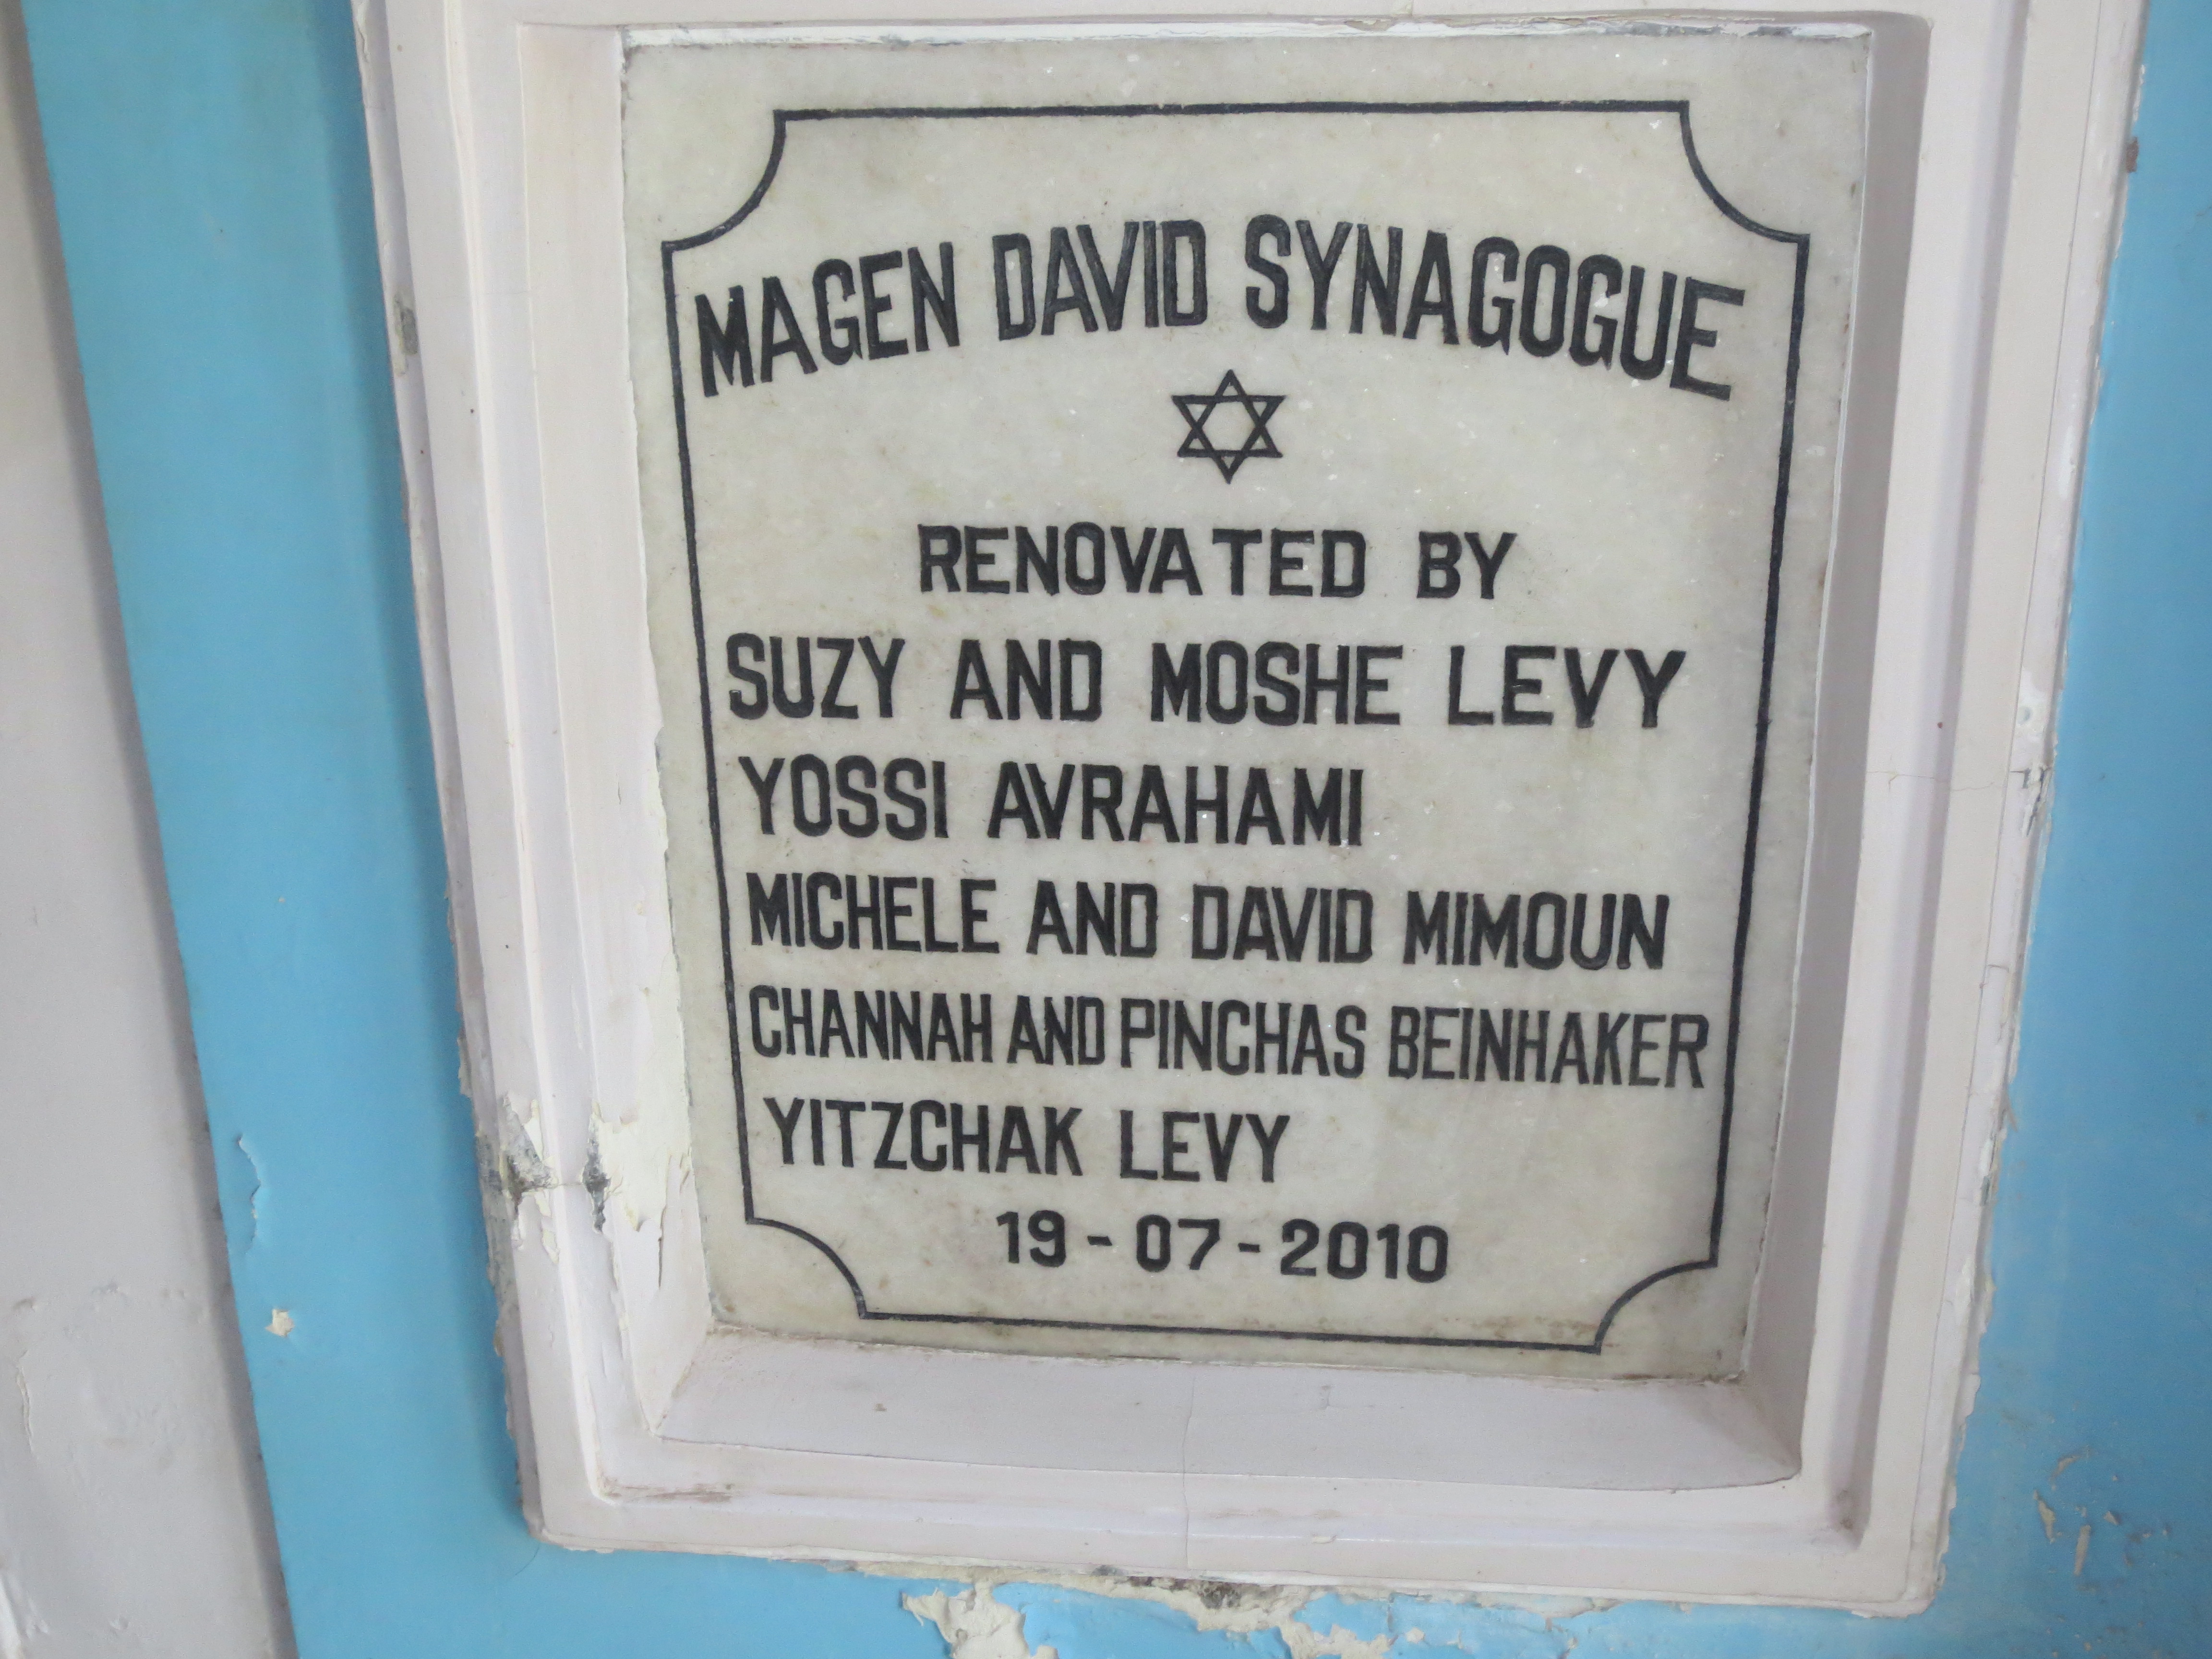 MAGEN DAVID SYNAGOGUE
RENOVATED BY
SUZY AND MOSHE LEVY
YOSSI AVRAHAMI
MICHELE AND DAVID MIMOUN
CHANNAH AND PINCHAS BEINHAKER
YITZCHAK LEVY
19-07-2010